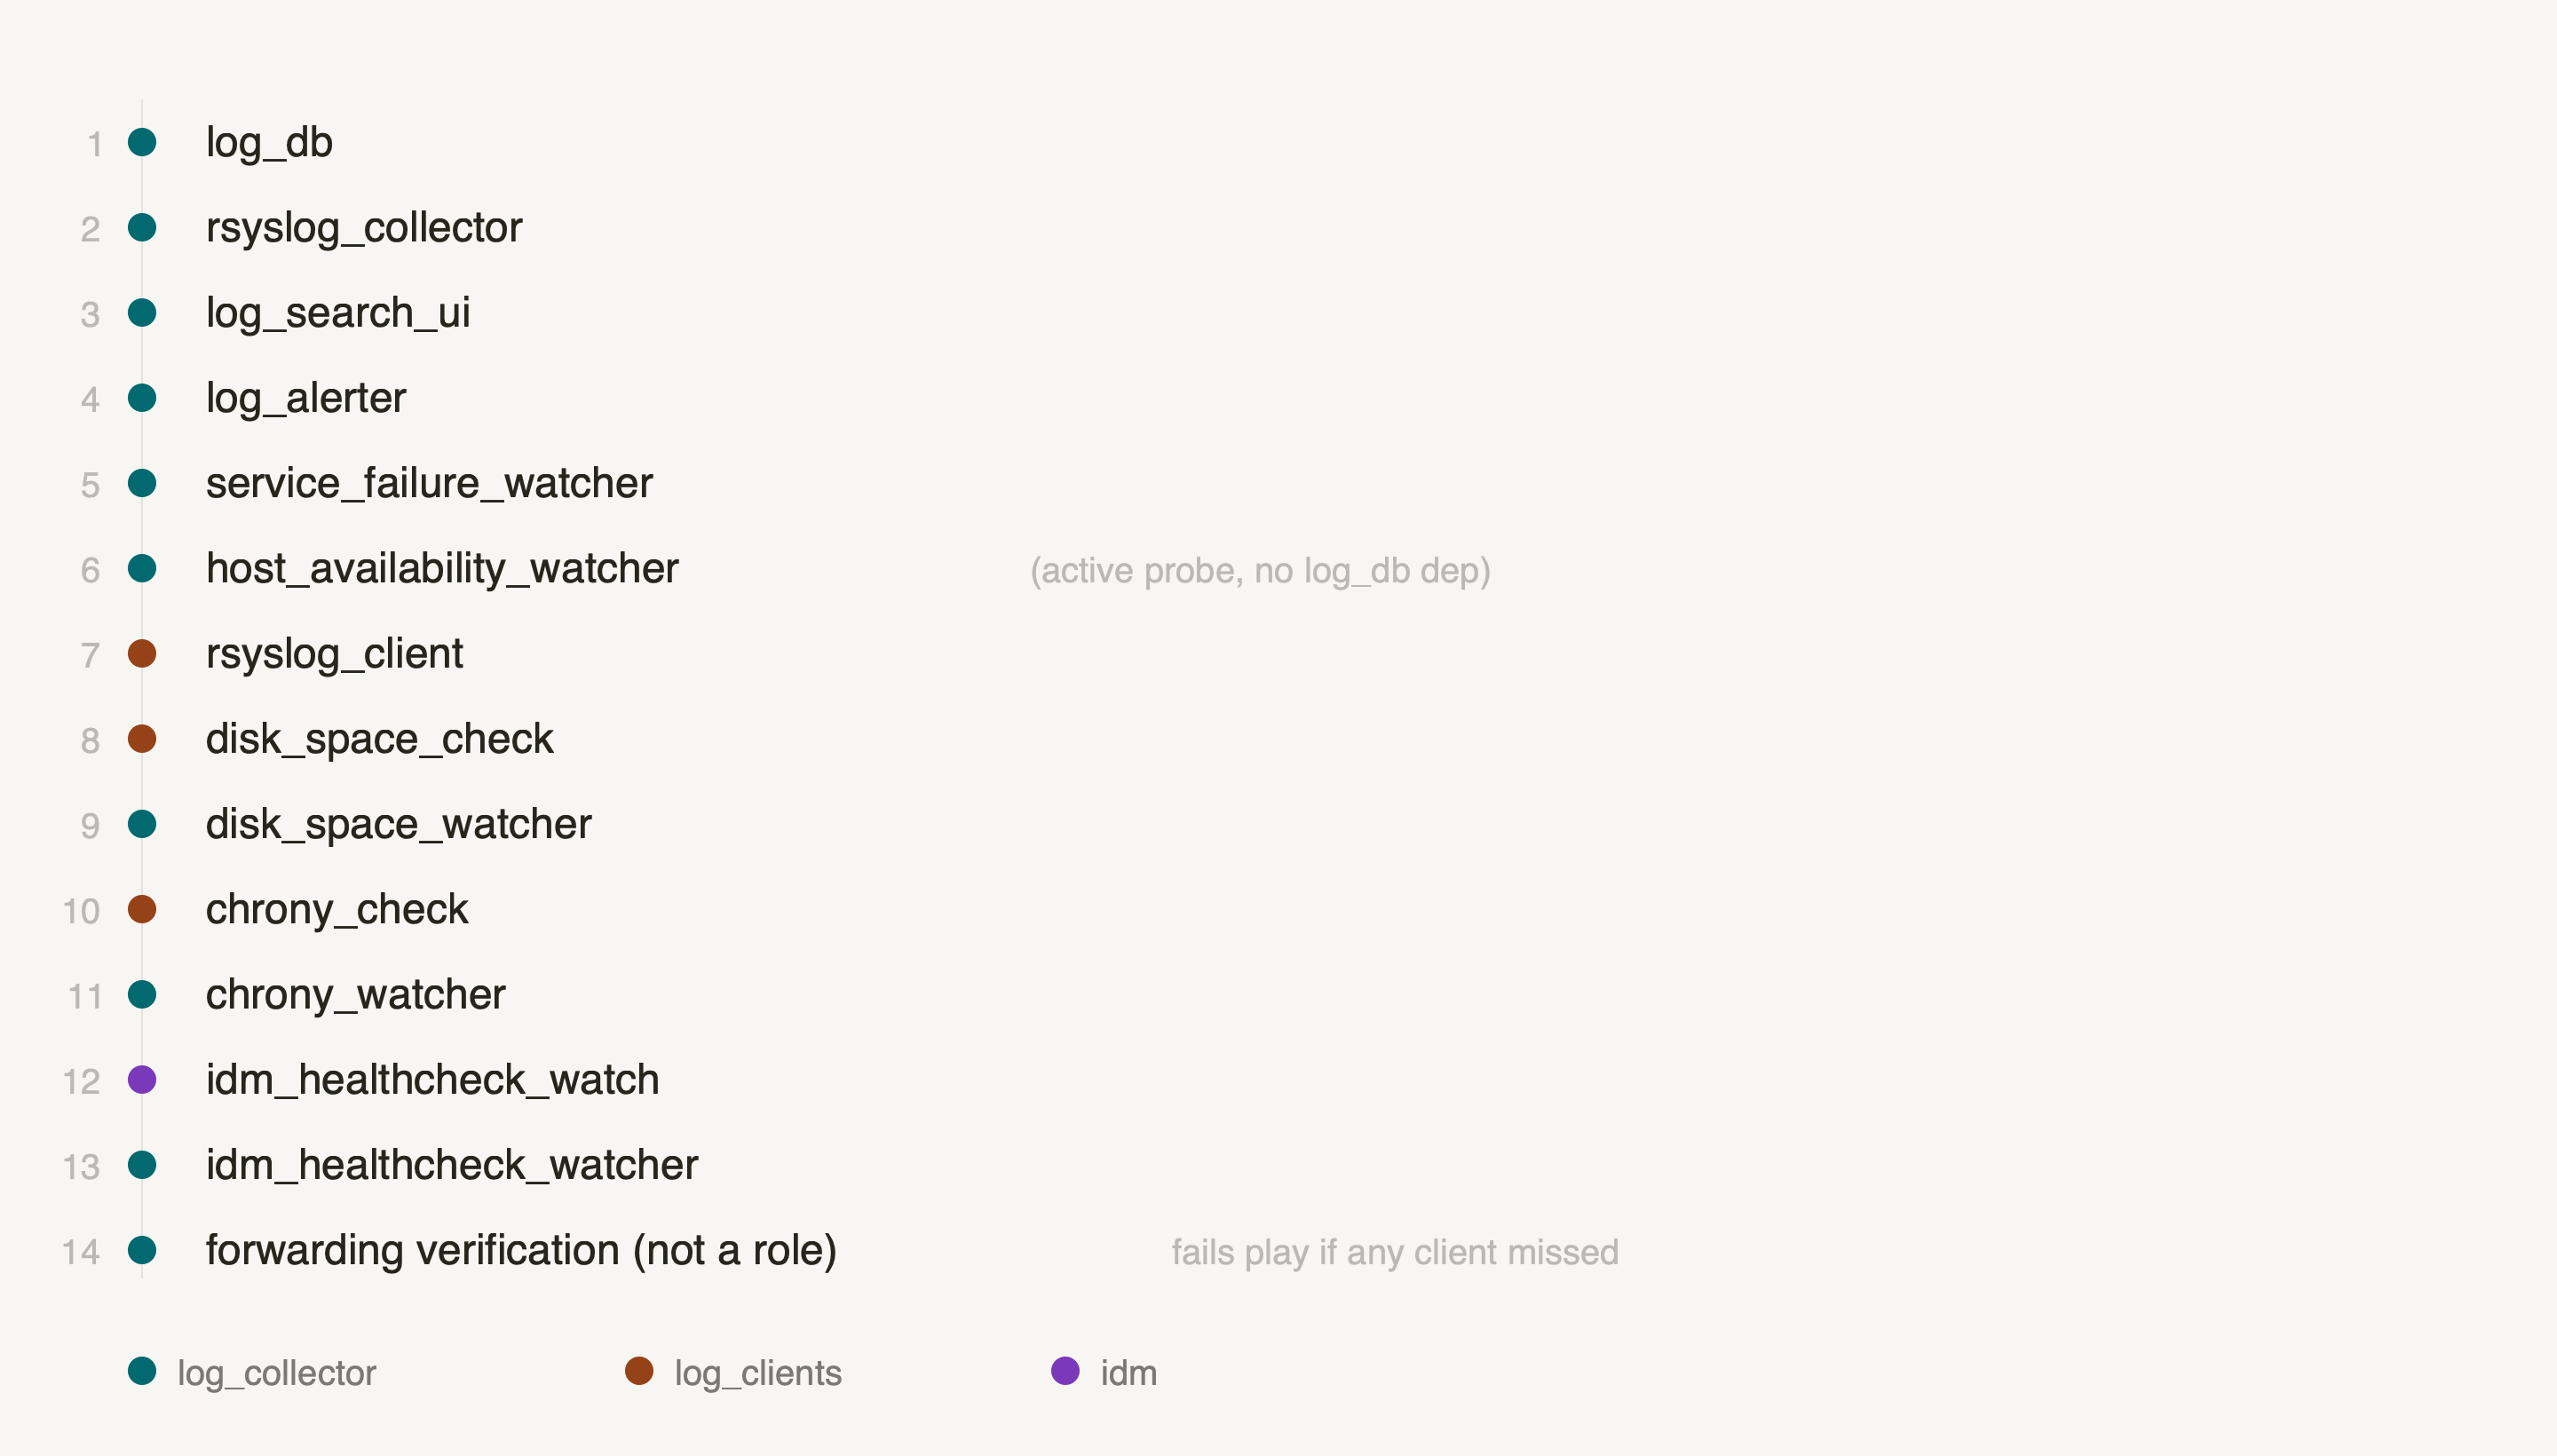 1 log_db
2 rsyslog_collector
3 log_search_ui
4 log_alerter
5 service_failure_watcher
6 host_availability_watcher (active probe, no log_db dep)
7 rsyslog_client
8 disk_space_check
9 disk_space_watcher
10 chrony_check
11 chrony_watcher
12 idm_healthcheck_watch
13 idm_healthcheck_watcher
14 forwarding verification (not a role) fails play if any client missed
log_collector log_clients idm